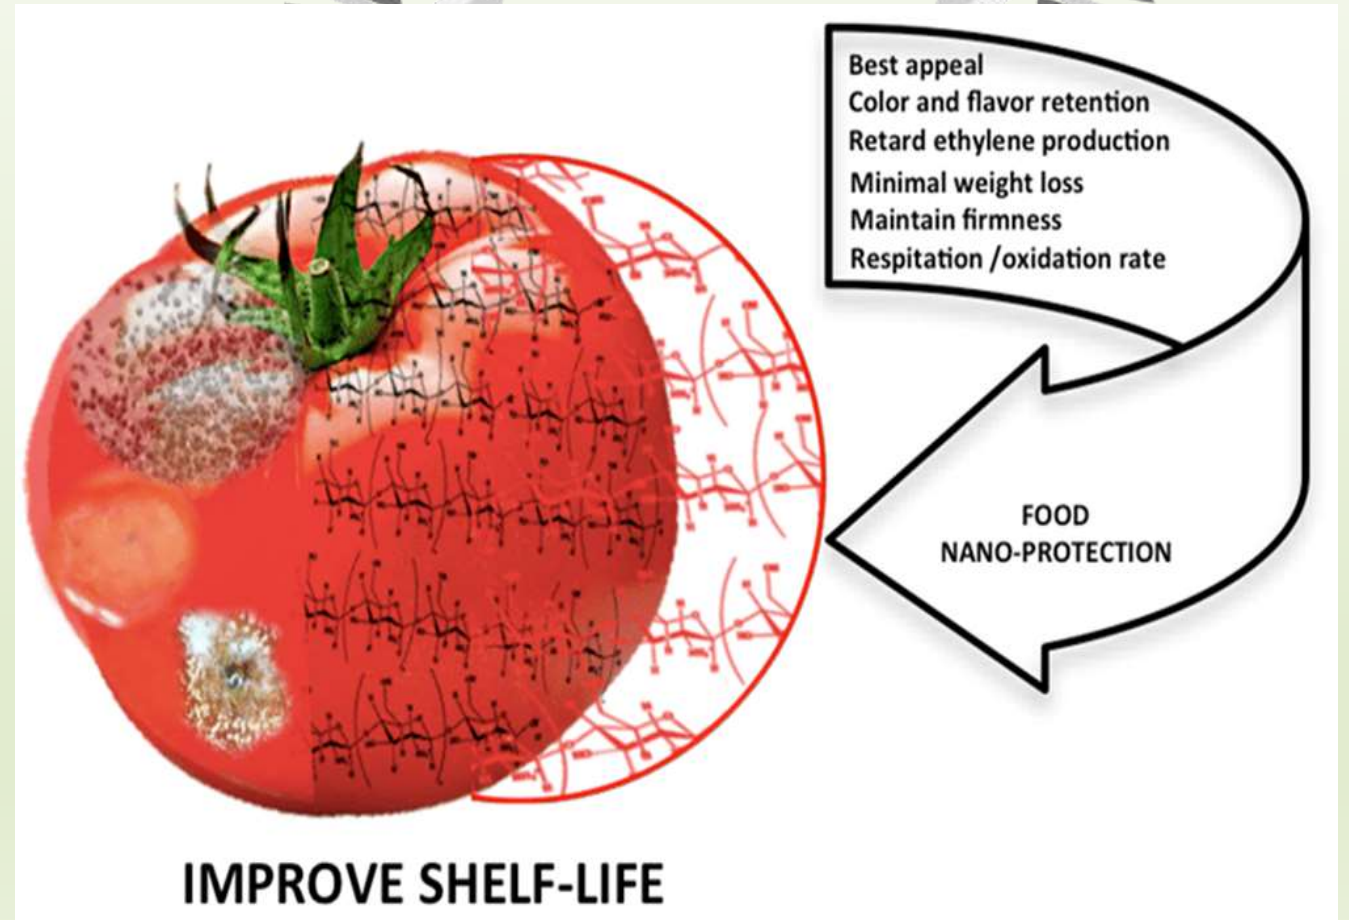 Best appeal
Color and flavor retention
Retard ethylene production
Minimal weight loss
Maintain firmness
Respitation /oxidation rate
FOOD
NANO-PROTECTION
IMPROVE SHELF-LIFE